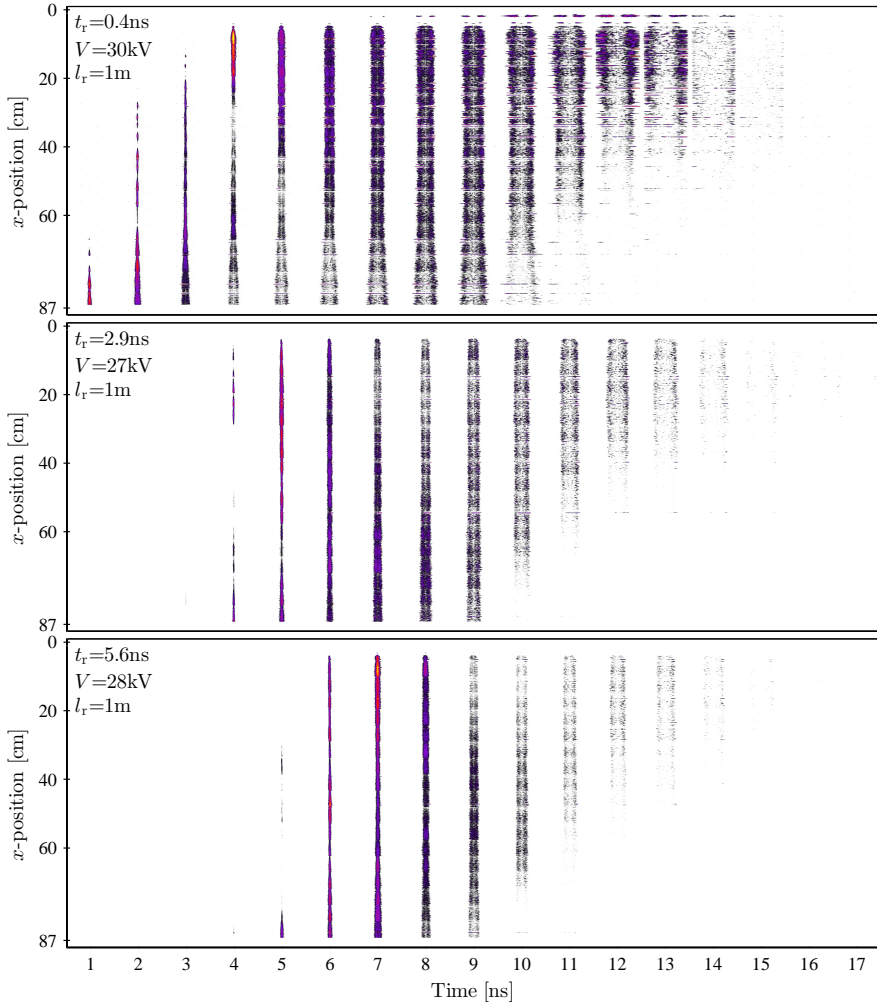 0
20
40
60
87
x-position [cm]
tr=0.4ns
V=30kV
lr=1m
0
20
40
60
87
x-position [cm]
tr=2.9ns
V=27kV
lr=1m
0
20
40
60
87
x-position [cm]
tr=5.6ns
V=28kV
lr=1m
1 2 3 4 5 6 7 8 9 10 11 12 13 14 15 16 17
Time [ns]